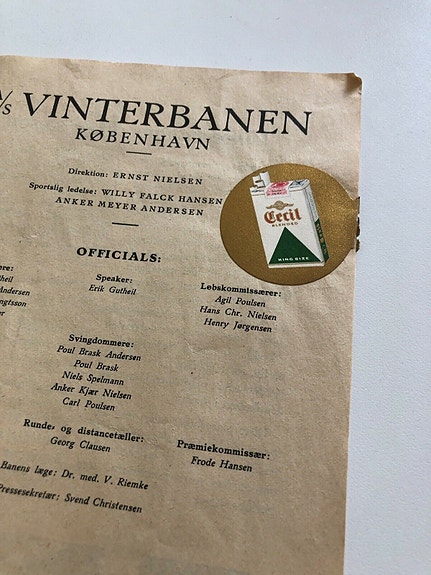 A/S VINTERBANEN
KØBENHAVN
Direktion: ERNST NIELSEN
Sportslig ledelse: WILLY FALCK HANSEN
ANKER MEYER ANDERSEN
Cecil
BLENDED
KING SIZE
OFFICIALS:
Speaker:
Erik Gutheil
Løbskommissærer:
Agil Poulsen
Hans Chr. Nielsen
Henry Jørgensen
Svingdommere:
Poul Brask Andersen
Poul Brask
Niels Spelmann
Anker Kjær Nielsen
Carl Poulsen
Runde- og distancetæller:
Georg Clausen
Præmiekommissær:
Frode Hansen
Banens læge: Dr. med. V. Riemke
Pressesekretær: Svend Christensen